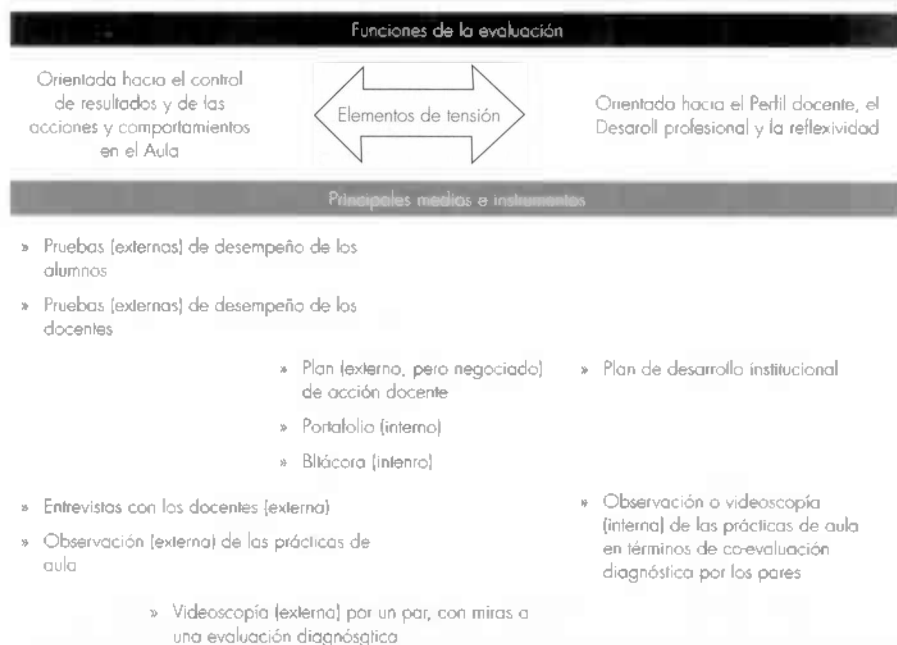 Funciones de la evaluación
Orientada hacia el control
de resultados y de las
acciones y comportamientos
en el Aula
Elementos de tensión
Orientado hacia el Perfil docente, el
Desaroll profesional y la reflexividad
Principales medios e instrumentos
» Pruebas (externas) de desempeño de los
alumnos
» Pruebas (externas) de desempeño de los
docentes
» Plan (externo, pero negociado)
de acción docente
» Portafolio (interno)
» Bitácora (intenro)
» Plan de desarrollo institucional
» Entrevistas con los docentes (externa)
» Observación (externa) de las prácticas de
aula
» Observación o videoscopía
(interna) de las prácticas de aula
en términos de co-evaluación
diagnóstica por los pares
» Videoscopía (externa) por un par, con miras a
una evaluación diagnósgtica